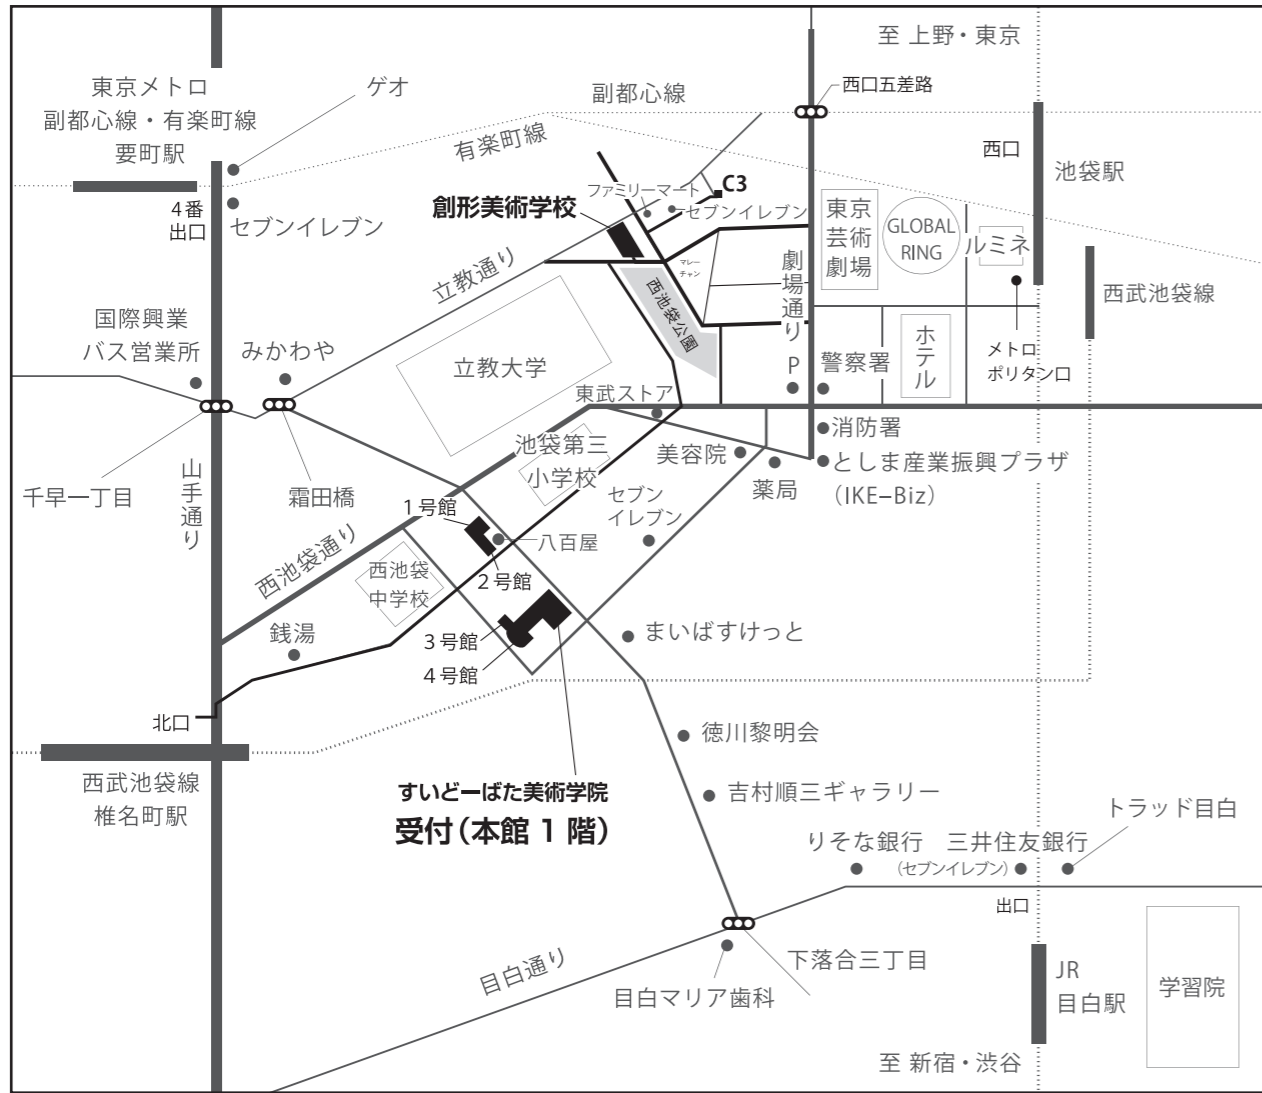 至 上野・東京
東京メトロ
副都心線・有楽町線
要町駅
ゲオ
副都心線
西口五差路
有楽町線
西口
池袋駅
4番
出口
セブンイレブン
創形美術学校
ファミリーマート
C3
セブンイレブン
東京
芸術
劇場
GLOBAL
RING
ルミネ
立教通り
マレー
チャン
劇場通り
西池袋公園
西武池袋線
国際興業
バス営業所
みかわや
立教大学
P
警察署
ホテル
メトロ
ポリタン口
東武ストア
消防署
池袋第三
小学校
美容院
としま産業振興プラザ
(IKE–Biz)
薬局
千早一丁目
山手通り
霜田橋
1号館
セブン
イレブン
八百屋
西池袋通り
西池袋
中学校
2号館
銭湯
3号館
4号館
まいばすけっと
北口
徳川黎明会
西武池袋線
椎名町駅
すいどーばた美術学院
受付(本館 1 階)
吉村順三ギャラリー
トラッド目白
りそな銀行
三井住友銀行
(セブンイレブン)
出口
目白通り
下落合三丁目
目白マリア歯科
JR
目白駅
学習院
至 新宿・渋谷